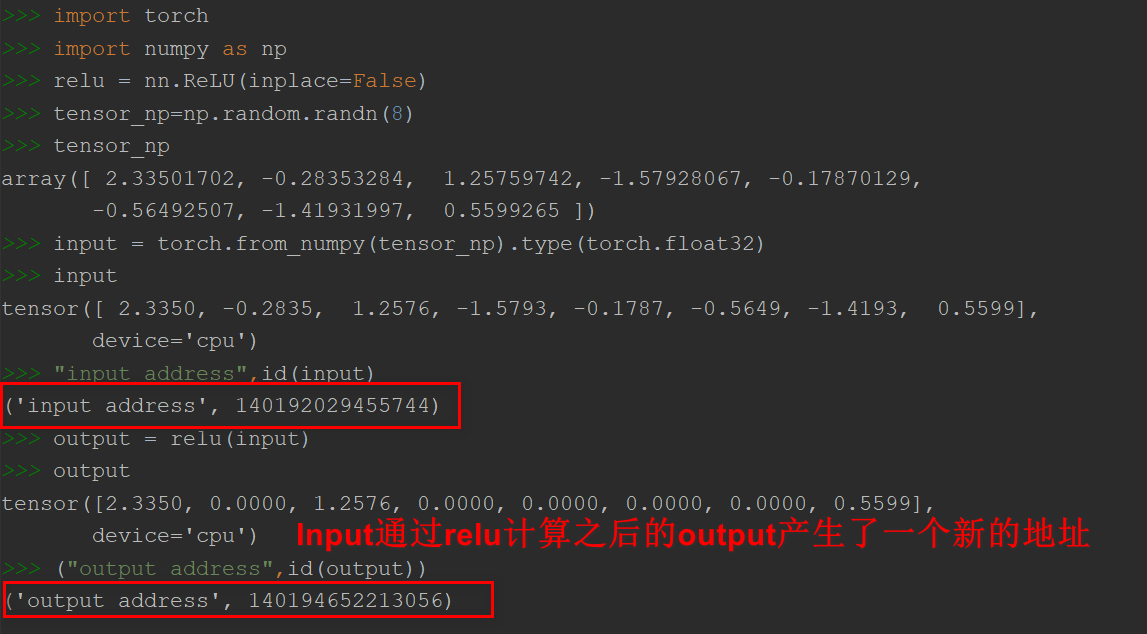 >>> import torch
>>> import numpy as np
>>> relu = nn.ReLU(inplace=False)
>>> tensor_np=np.random.randn(8)
>>> tensor_np
array([ 2.33501702, -0.28353284,  1.25759742, -1.57928067, -0.17870129,
       -0.56492507, -1.41931997,  0.5599265 ])
>>> input = torch.from_numpy(tensor_np).type(torch.float32)
>>> input
tensor([ 2.3350, -0.2835,  1.2576, -1.5793, -0.1787, -0.5649, -1.4193,  0.5599],
       device='cpu')
>>> "input address",id(input)
('input address', 140192029455744)
>>> output = relu(input)
>>> output
tensor([2.3350, 0.0000, 1.2576, 0.0000, 0.0000, 0.0000, 0.0000, 0.5599],
       device='cpu')
Input通过relu计算之后的output产生了一个新的地址
>>> ("output address",id(output))
('output address', 140194652213056)